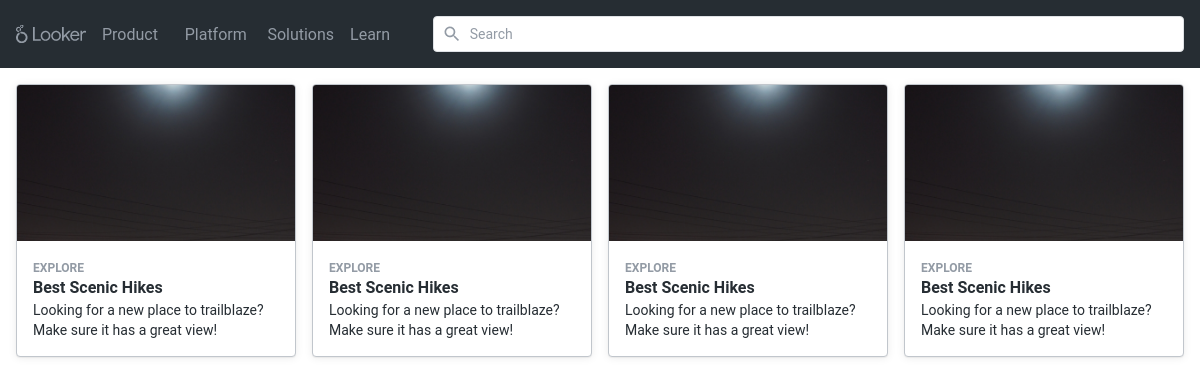 Looker Product Platform Solutions Learn Search
EXPLORE
Best Scenic Hikes
Looking for a new place to trailblaze?
Make sure it has a great view!
EXPLORE
Best Scenic Hikes
Looking for a new place to trailblaze?
Make sure it has a great view!
EXPLORE
Best Scenic Hikes
Looking for a new place to trailblaze?
Make sure it has a great view!
EXPLORE
Best Scenic Hikes
Looking for a new place to trailblaze?
Make sure it has a great view!